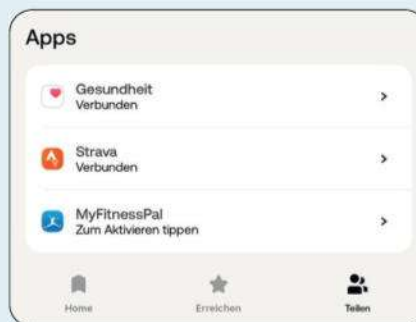 Apps
Gesundheit
Verbunden
Strava
Verbunden
MyFitnessPal
Zum Aktivieren tippen
Home
Erreichen
Teilen